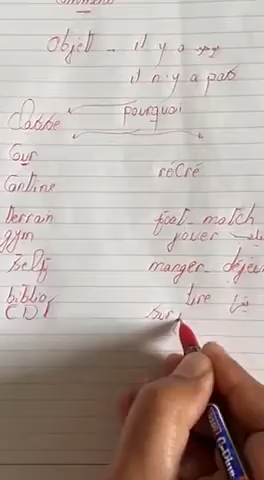 Objet - il y a
il n'y a pas
pourquoi
Cour
Cantine récré
terrain foot - match
gym jouer
Self manger - déjeu
biblio lire
CDI sur